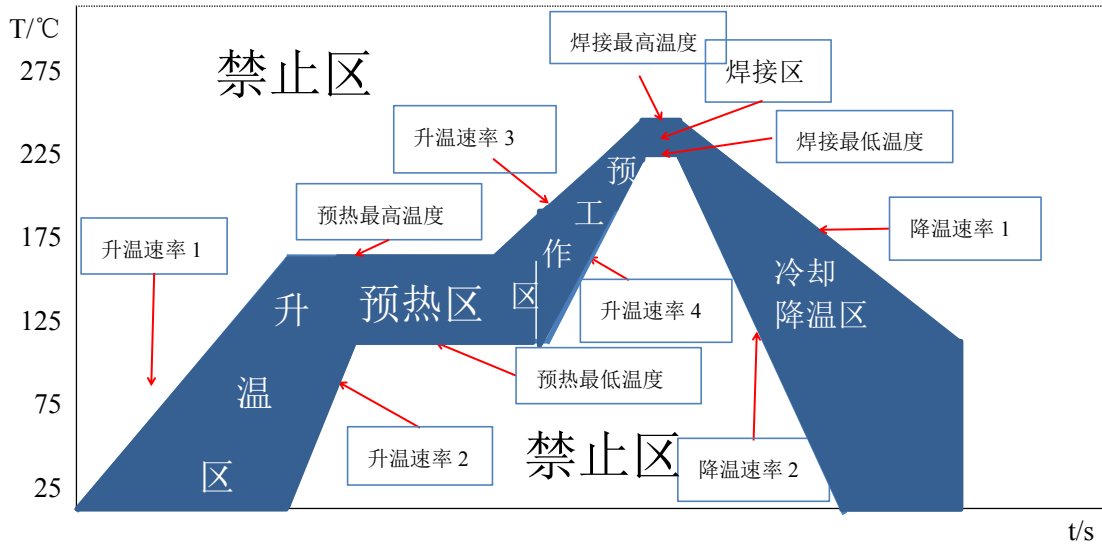 T/℃
275
225
175
125
75
25
禁止区
焊接最高温度
焊接区
焊接最低温度
升温速率 3
预热最高温度
升温速率 1
降温速率 1
升温速率 4
预热最低温度
升温速率 2
降温速率 2
升
温
区
预热区
预
工
作
区
冷却
降温区
禁止区
t/s